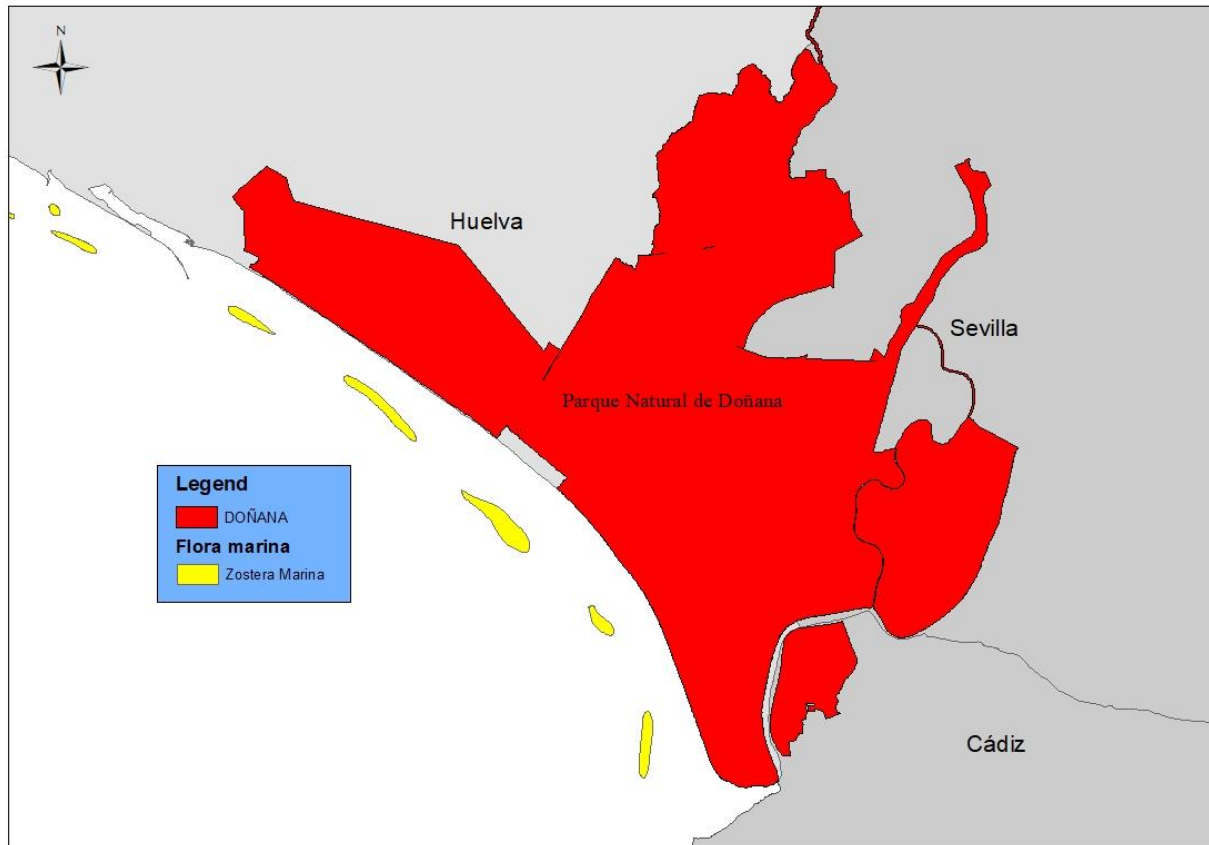 N
Huelva
Sevilla
Parque Natural de Doñana
Legend
DOÑANA
Flora marina
Zostera Marina
Cádiz